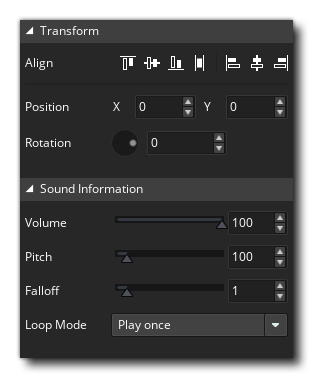 Transform
Align
Position X 0 Y 0
Rotation 0
Sound Information
Volume 100
Pitch 100
Falloff 1
Loop Mode Play once